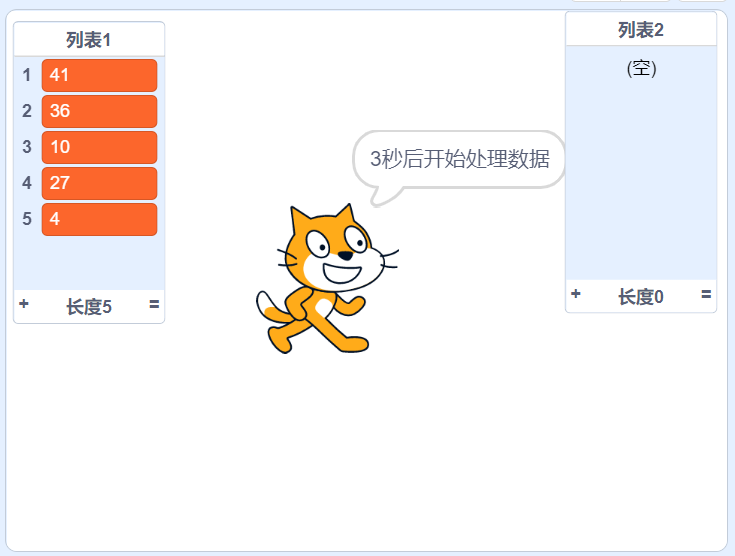 列表1
1 41
2 36
3 10
4 27
5 4
+ 长度5 =
3秒后开始处理数据
列表2
(空)
+ 长度0 =